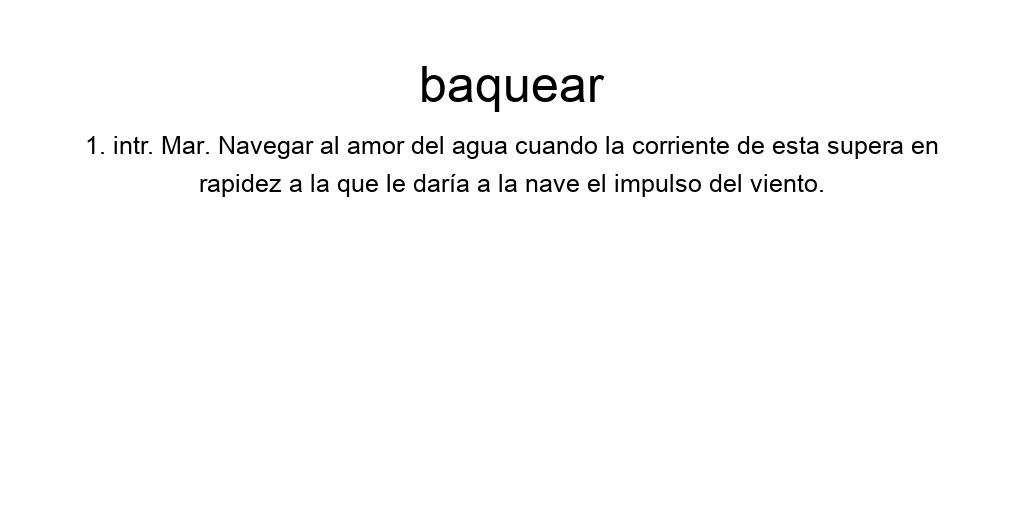 baquear
1. intr. Mar. Navegar al amor del agua cuando la corriente de esta supera en
rapidez a la que le daría a la nave el impulso del viento.